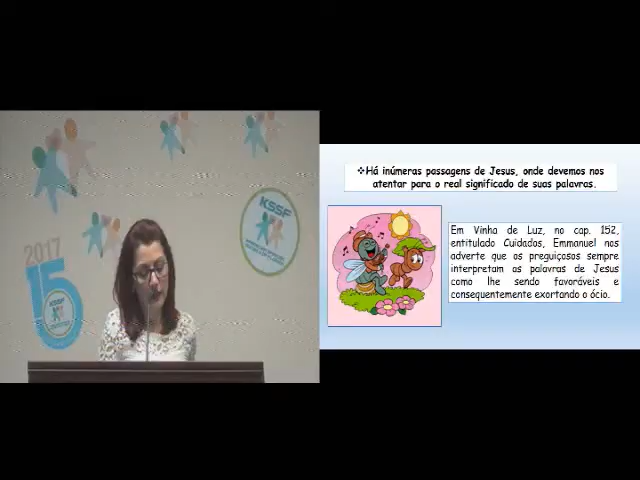 2017
15
KSSF
KSSF
❖Há inúmeras passagens de Jesus, onde devemos nos
atentar para o real significado de suas palavras.
Em Vinha de Luz, no cap. 152,
entitulado Cuidados, Emmanuel nos
adverte que os preguiçosos sempre
interpretam as palavras de Jesus
como lhe sendo favoráveis e
consequentemente exortando o ócio.